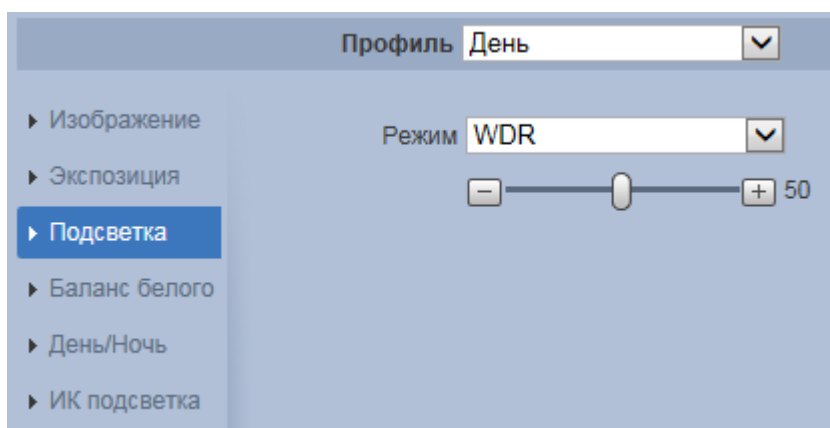 Профиль День
Изображение
Режим WDR
Экспозиция
50
Подсветка
Баланс белого
День/Ночь
ИК подсветка